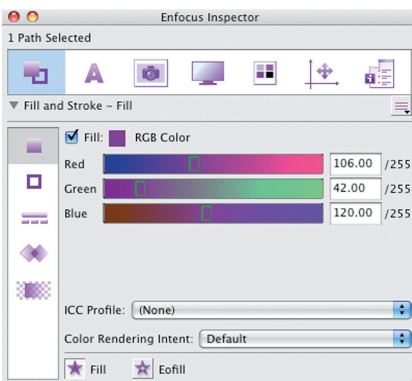 Enfocus Inspector
1 Path Selected
A
Fill and Stroke – Fill
Fill: RGB Color
Red 106.00 /255
Green 42.00 /255
Blue 120.00 /255
ICC Profile: (None)
Color Rendering Intent: Default
Fill Eofill